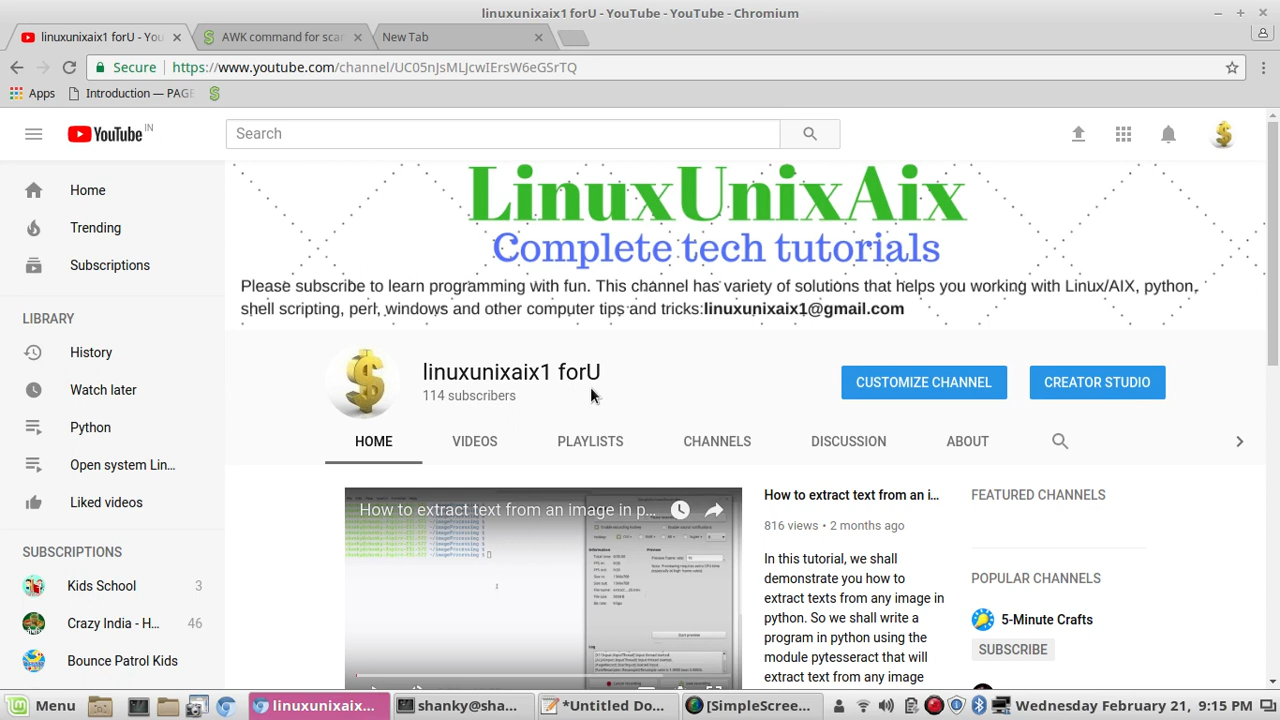 linuxunixaix1 forU - YouTube - YouTube - Chromium
linuxunixaix1 forU - You
AWK command for scar
New Tab
Secure
https://www.youtube.com/channel/UC05nJsMLJcwIErsW6eGSrTQ
Apps
Introduction — PAGE
YouTube IN
Search
Home
Trending
Subscriptions
LIBRARY
History
Watch later
Python
Open system Lin...
Liked videos
SUBSCRIPTIONS
Kids School 3
Crazy India - H... 46
Bounce Patrol Kids
LinuxUnixAix
Complete tech tutorials
Please subscribe to learn programming with fun. This channel has variety of solutions that helps you working with Linux/AIX, python,
shell scripting, perl, windows and other computer tips and tricks:linuxunixaix1@gmail.com
linuxunixaix1 forU
114 subscribers
CUSTOMIZE CHANNEL
CREATOR STUDIO
HOME VIDEOS PLAYLISTS CHANNELS DISCUSSION ABOUT
How to extract text from an image in p...
How to extract text from an i...
816 views • 2 months ago
In this tutorial, we shall
demonstrate you how to
extract texts from any image in
python. So we shall write a
program in python using the
module pytesseract that will
extract text from any image
FEATURED CHANNELS
POPULAR CHANNELS
5-Minute Crafts
SUBSCRIBE
Menu
linuxunixaix...
shanky@sha...
*Untitled Do...
[SimpleScree...
Wednesday February 21, 9:15 PM